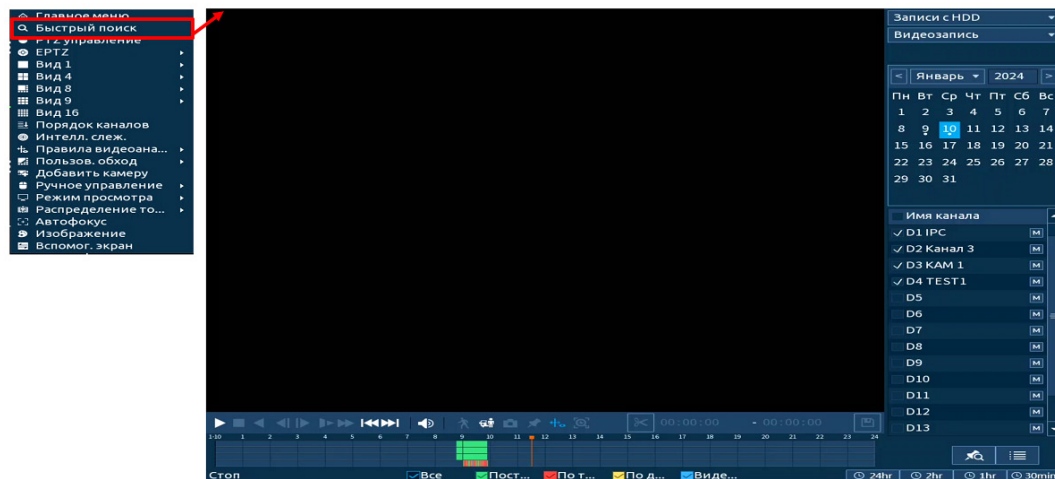 Главное меню
Быстрый поиск
PTZ управление
EPTZ
Вид 1
Вид 4
Вид 8
Вид 9
Вид 16
Порядок каналов
Интелл. слеж.
Правила видеоана...
Пользов. обход
Добавить камеру
Ручное управление
Режим просмотра
Распределение то...
Автофокус
Изображение
Вспомог. экран
Записи с HDD
Видеозапись
< Январь 2024 >
Пн Вт Ср Чт Пт Сб Вс
1 2 3 4 5 6 7
8 9 10 11 12 13 14
15 16 17 18 19 20 21
22 23 24 25 26 27 28
29 30 31
Имя канала
D1 IPC M
D2 Канал 3 M
D3 КАМ 1 M
D4 TEST1 M
D5 M
D6 M
D7 M
D8 M
D9 M
D10 M
D11 M
D12 M
D13 M
00:00:00 - 00:00:00
1-10 1 2 3 4 5 6 7 8 9 10 11 12 13 14 15 16 17 18 19 20 21 22 23 24
Стоп Все Пост... По т... По д... Виде...
24hr 2hr 1hr 30min